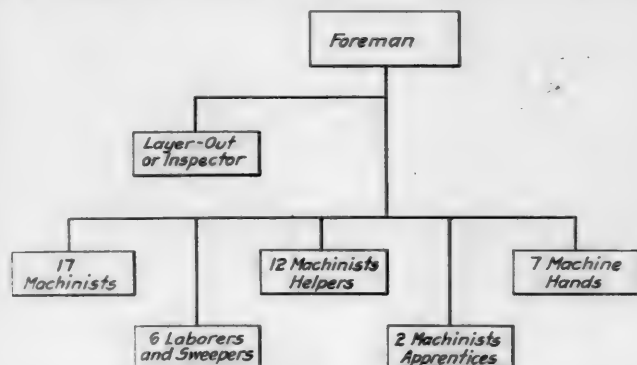 Foreman
Layer-Out
or Inspector
17
Machinists
12 Machinists
Helpers
7 Machine
Hands
6 Laborers
and Sweepers
2 Machinists
Apprentices